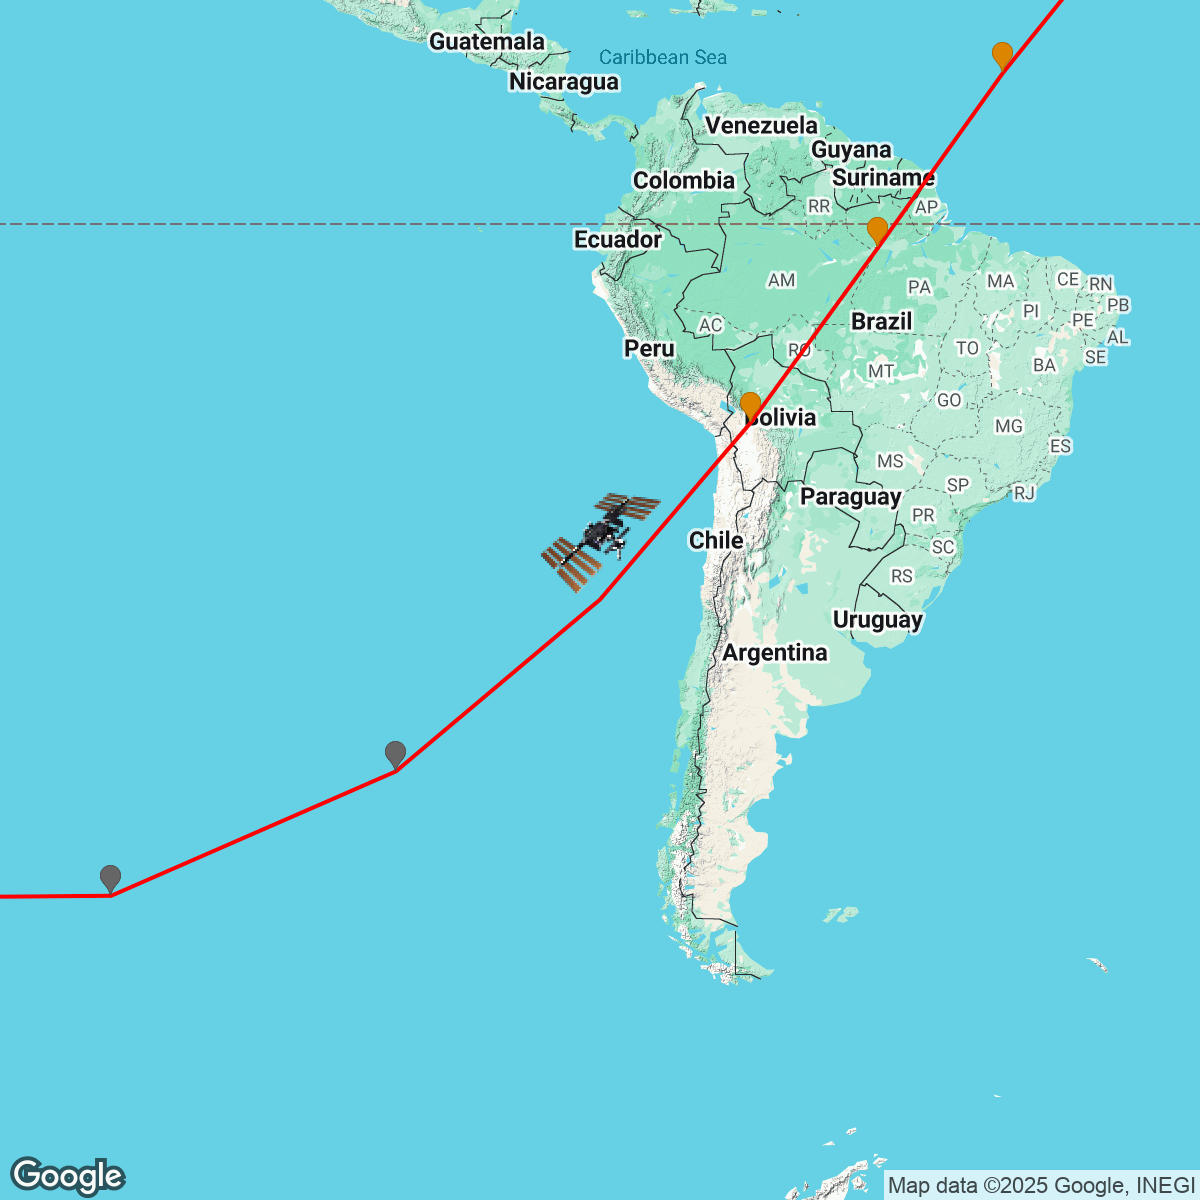 Guatemala
Caribbean Sea
Nicaragua
Venezuela
Guyana
Colombia
Suriname
RR
AP
Ecuador
AM
PA
MA
CE
RN
PB
PI
PE
AL
AC
Brazil
Peru
RO
TO
SE
MT
BA
GO
Bolivia
MG
ES
MS
Paraguay
SP
RJ
PR
Chile
SC
RS
Uruguay
Argentina
Google
Map data ©2025 Google, INEGI